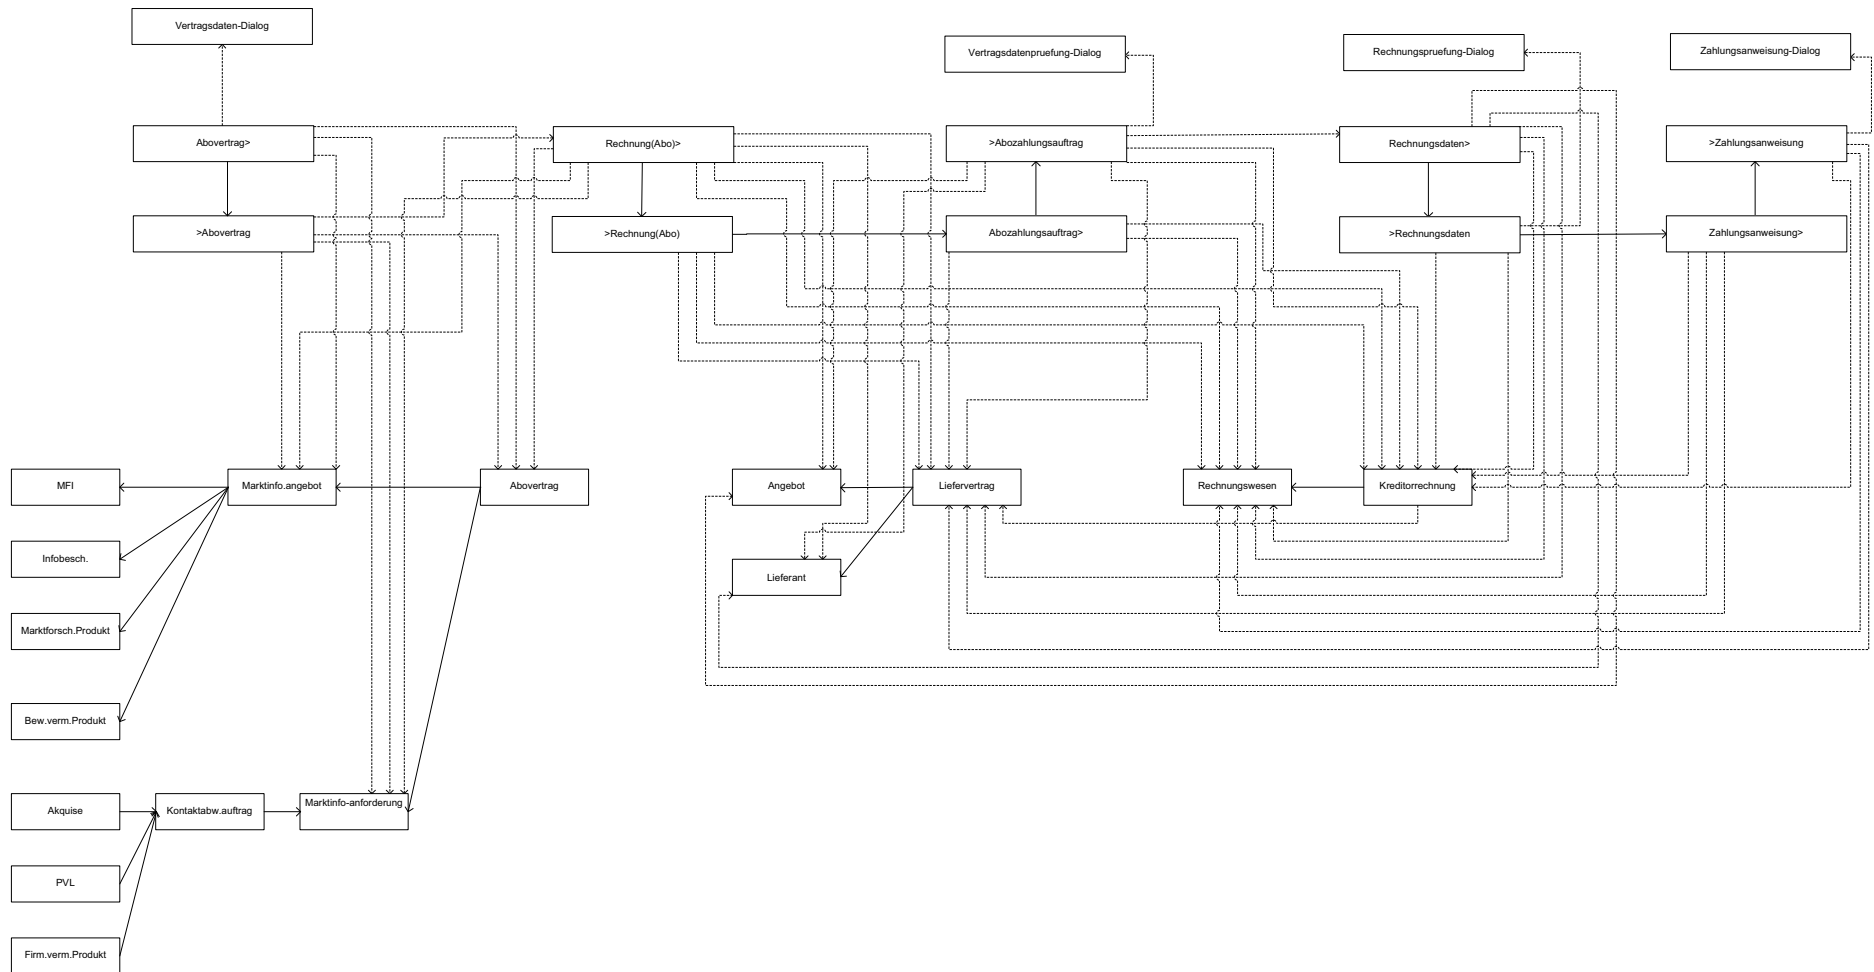 Vertragsdaten-Dialog
Vertragsdatenpruefung-Dialog
Rechnungspruefung-Dialog
Zahlungsanweisung-Dialog
Abovertrag>
Rechnung(Abo)>
>Abozahlungsauftrag
Rechnungsdaten>
>Zahlungsanweisung
>Abovertrag
>Rechnung(Abo)
Abozahlungsauftrag>
>Rechnungsdaten
Zahlungsanweisung>
MFI
Marktinfo.angebot
Abovertrag
Angebot
Liefervertrag
Rechnungswesen
Kreditorrechnung
Infobesch.
Lieferant
Marktforsch.Produkt
Bew.verm.Produkt
Akquise
Kontaktabw.auftrag
Marktinfo-anforderung
PVL
Firm.verm.Produkt